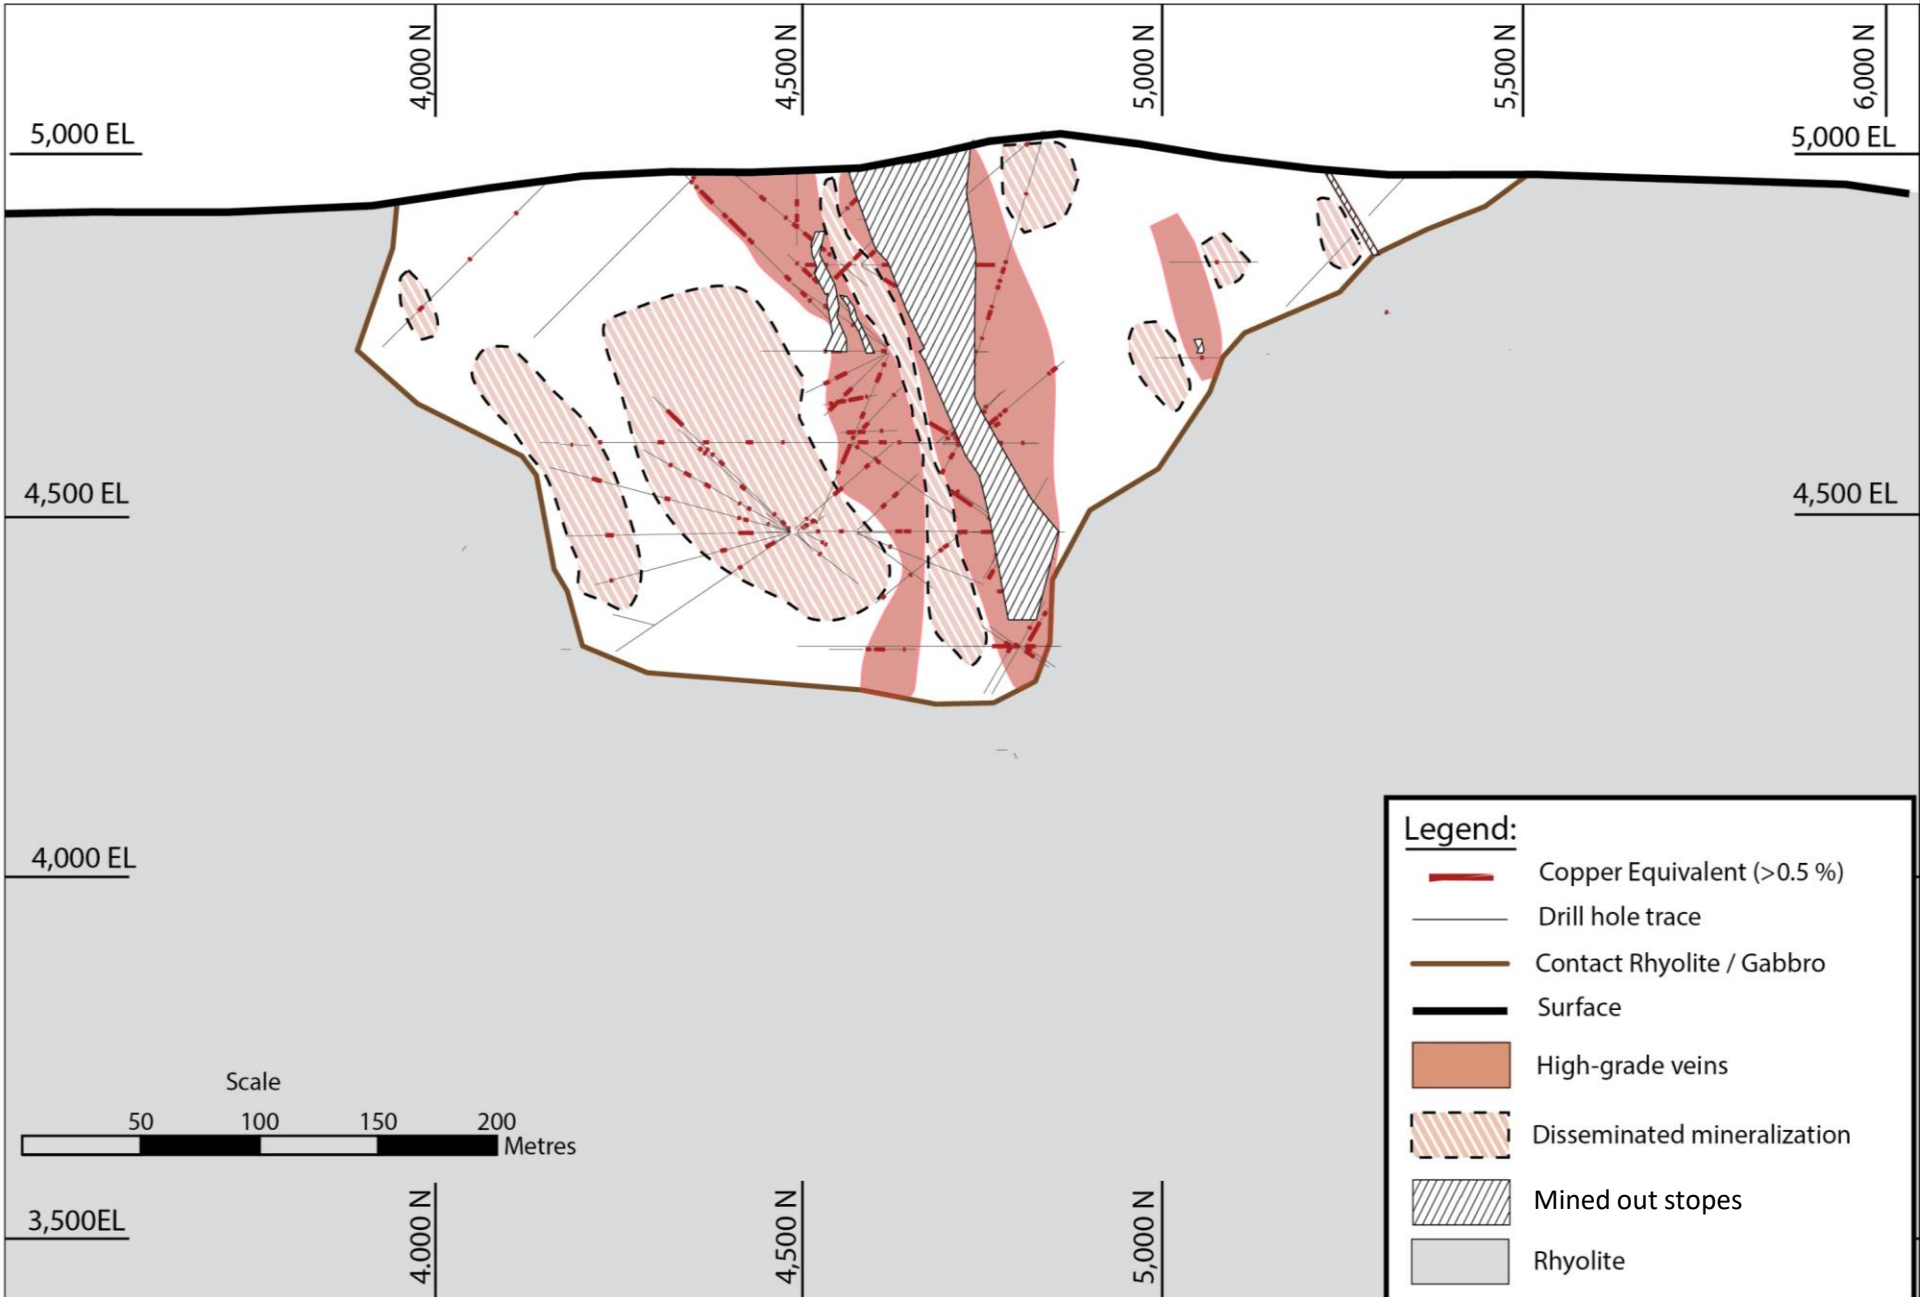 4,000 N
4,500 N
5,000 N
5,500 N
6,000 N
5,000 EL
5,000 EL
4,500 EL
4,500 EL
4,000 EL
Legend:
Copper Equivalent (>0.5 %)
Drill hole trace
Contact Rhyolite / Gabbro
Surface
High-grade veins
Disseminated mineralization
Mined out stopes
Rhyolite
Scale
50 100 150 200
Metres
3,500EL
4.000 N
4,500 N
5,000 N